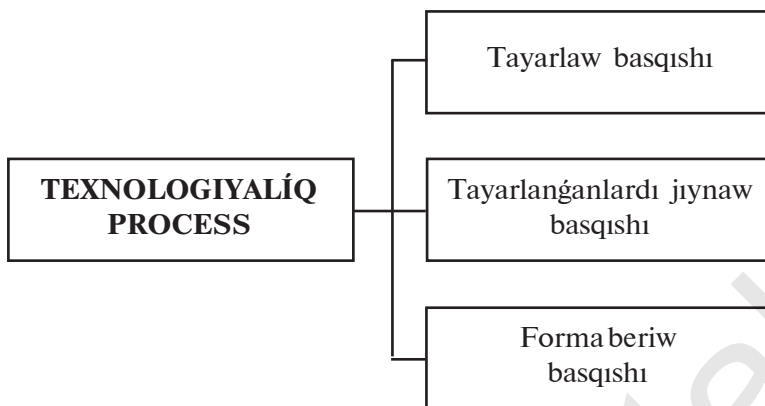 Tayarlaw basqıshı
TEXNOLOGIYALÍQ
PROCESS
Tayarlanǵanlardı jıynaw
basqıshı
Forma beriw
basqıshı